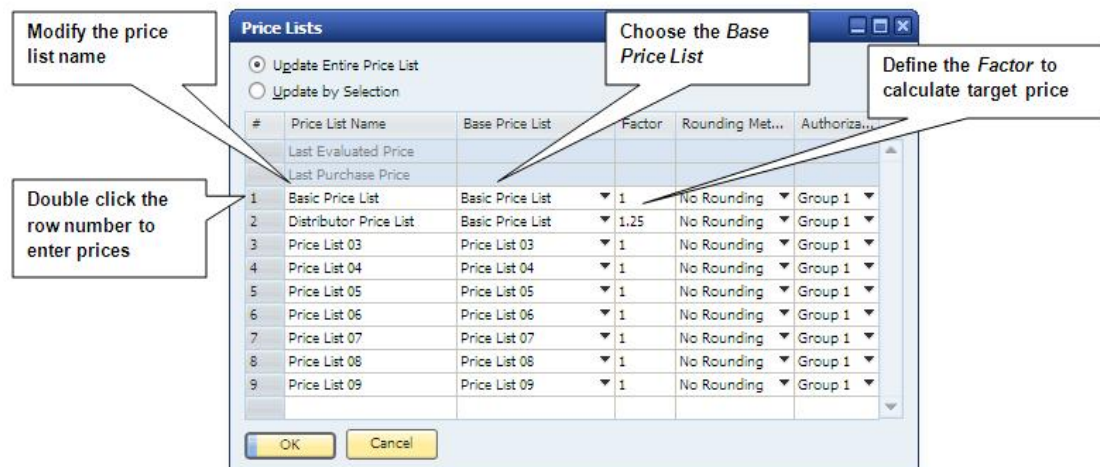 Modify the price
list name
Price Lists
Choose the Base
Price List
Define the Factor to
calculate target price
Update Entire Price List
Update by Selection
# Price List Name Base Price List Factor Rounding Met... Authoriza...
Last Evaluated Price
Last Purchase Price
Double click the
row number to
enter prices
1 Basic Price List Basic Price List 1 No Rounding Group 1
2 Distributor Price List Basic Price List 1.25 No Rounding Group 1
3 Price List 03 Price List 03 1 No Rounding Group 1
4 Price List 04 Price List 04 1 No Rounding Group 1
5 Price List 05 Price List 05 1 No Rounding Group 1
6 Price List 06 Price List 06 1 No Rounding Group 1
7 Price List 07 Price List 07 1 No Rounding Group 1
8 Price List 08 Price List 08 1 No Rounding Group 1
9 Price List 09 Price List 09 1 No Rounding Group 1
OK Cancel